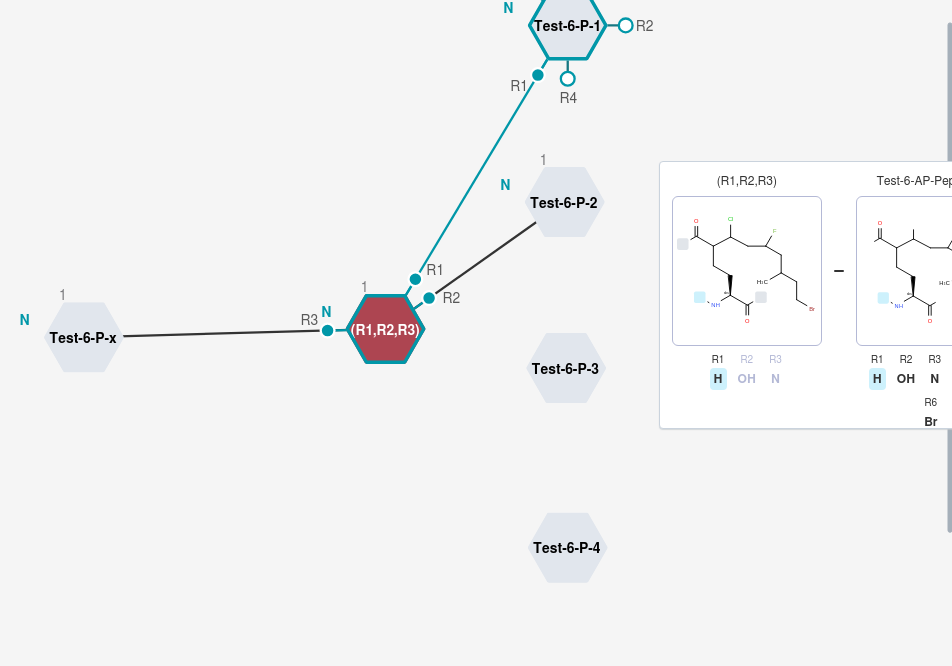 N
Test-6-P-1
R2
R1
R4
1
N
Test-6-P-2
(R1,R2,R3)
Test-6-AP-Pep
O
Cl
F
H₃C
NH
abs
O
Br
O
H₃C
NH
abs
O
R1 R2 R3
H OH N
R1 R2 R3
H OH N
R6
Br
R1
R2
1
N
R3
(R1,R2,R3)
1
N
Test-6-P-x
Test-6-P-3
Test-6-P-4